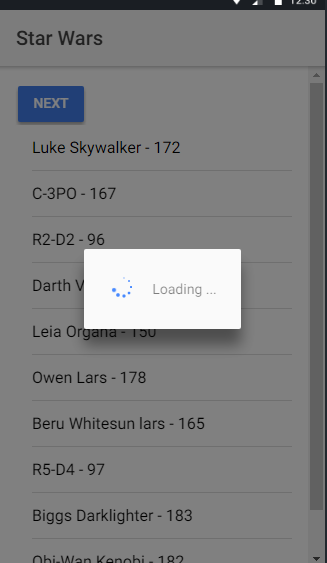 12:30
Star Wars
NEXT
Luke Skywalker - 172
C-3PO - 167
R2-D2 - 96
Darth V
Loading ...
Leia Organa - 150
Owen Lars - 178
Beru Whitesun lars - 165
R5-D4 - 97
Biggs Darklighter - 183
Obi-Wan Kenobi - 182